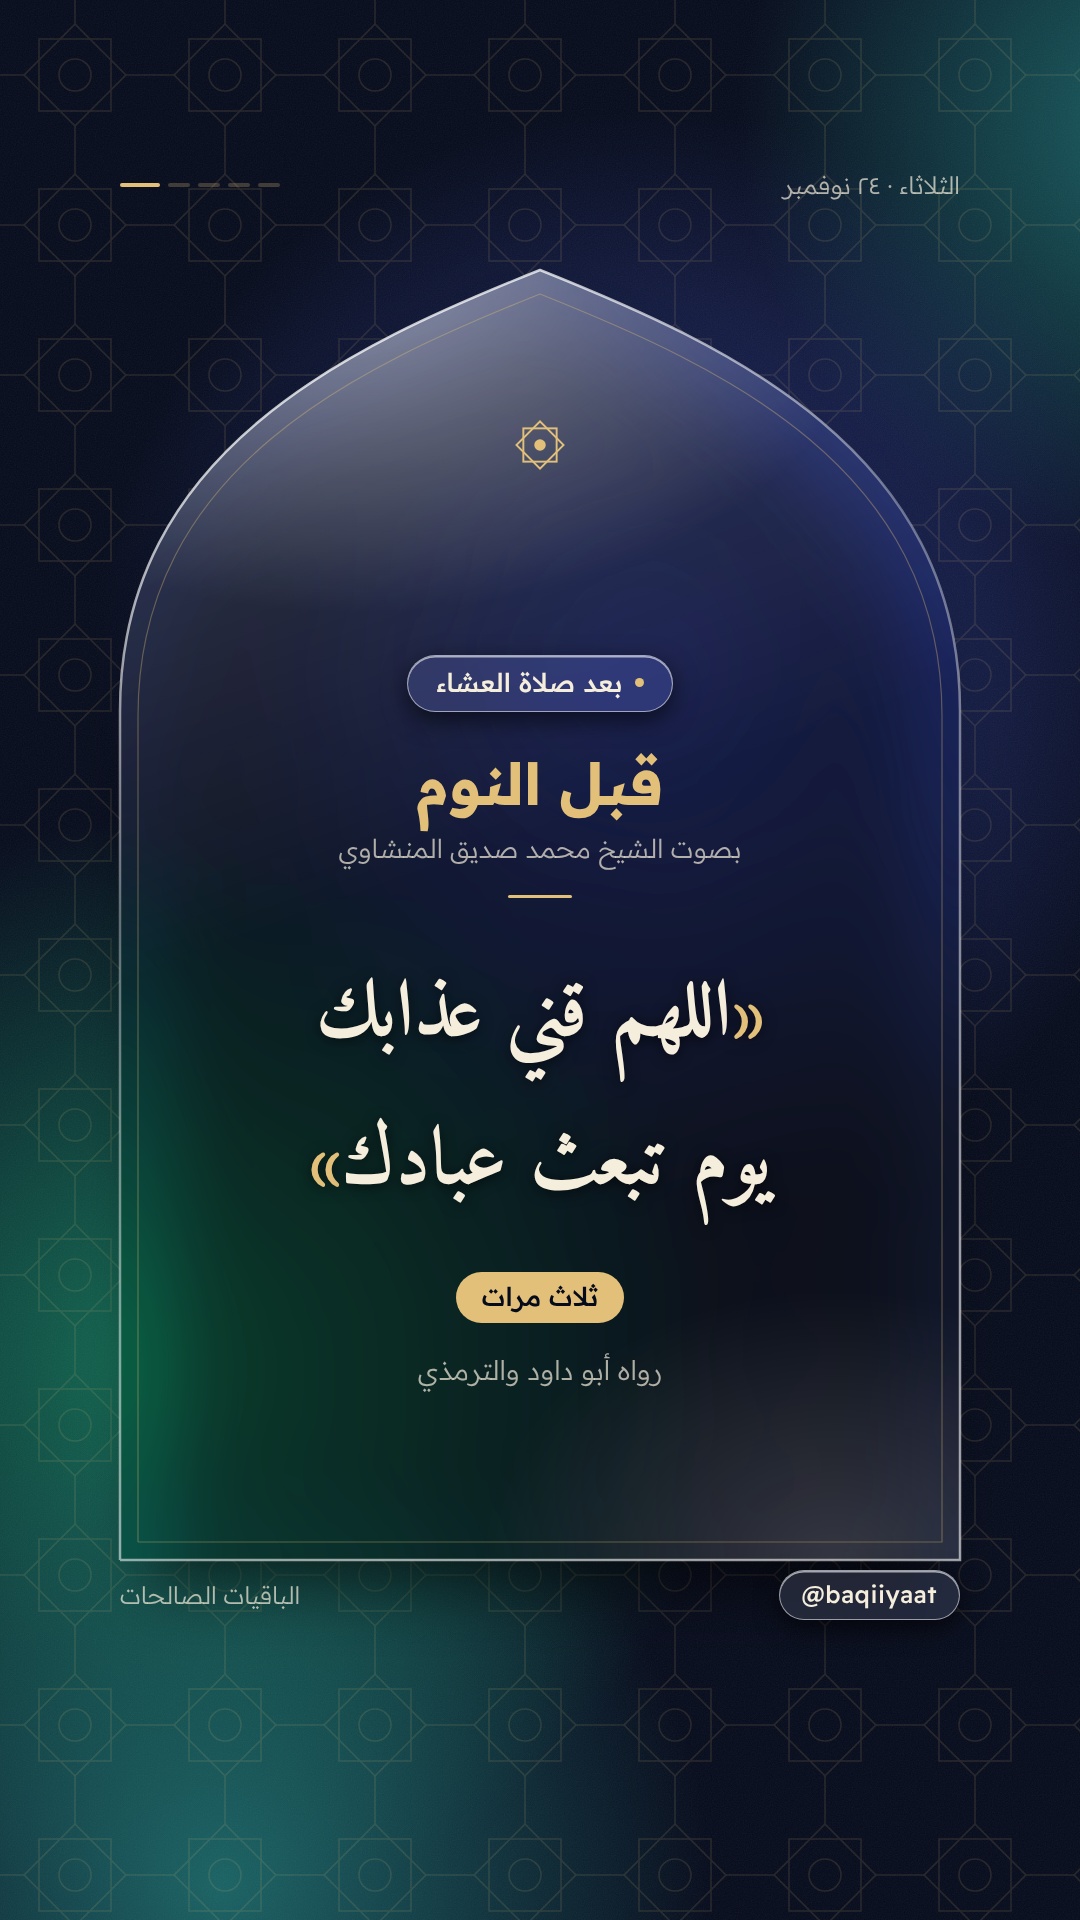 الثلاثاء · ٢٤ نوفمبر
بعد صلاة العشاء
قبل النوم
بصوت الشيخ محمد صديق المنشاوي
«اللهم قني عذابك
يوم تبعث عبادك»
ثلاث مرات
رواه أبو داود والترمذي
@baqiiyaat
الباقيات الصالحات